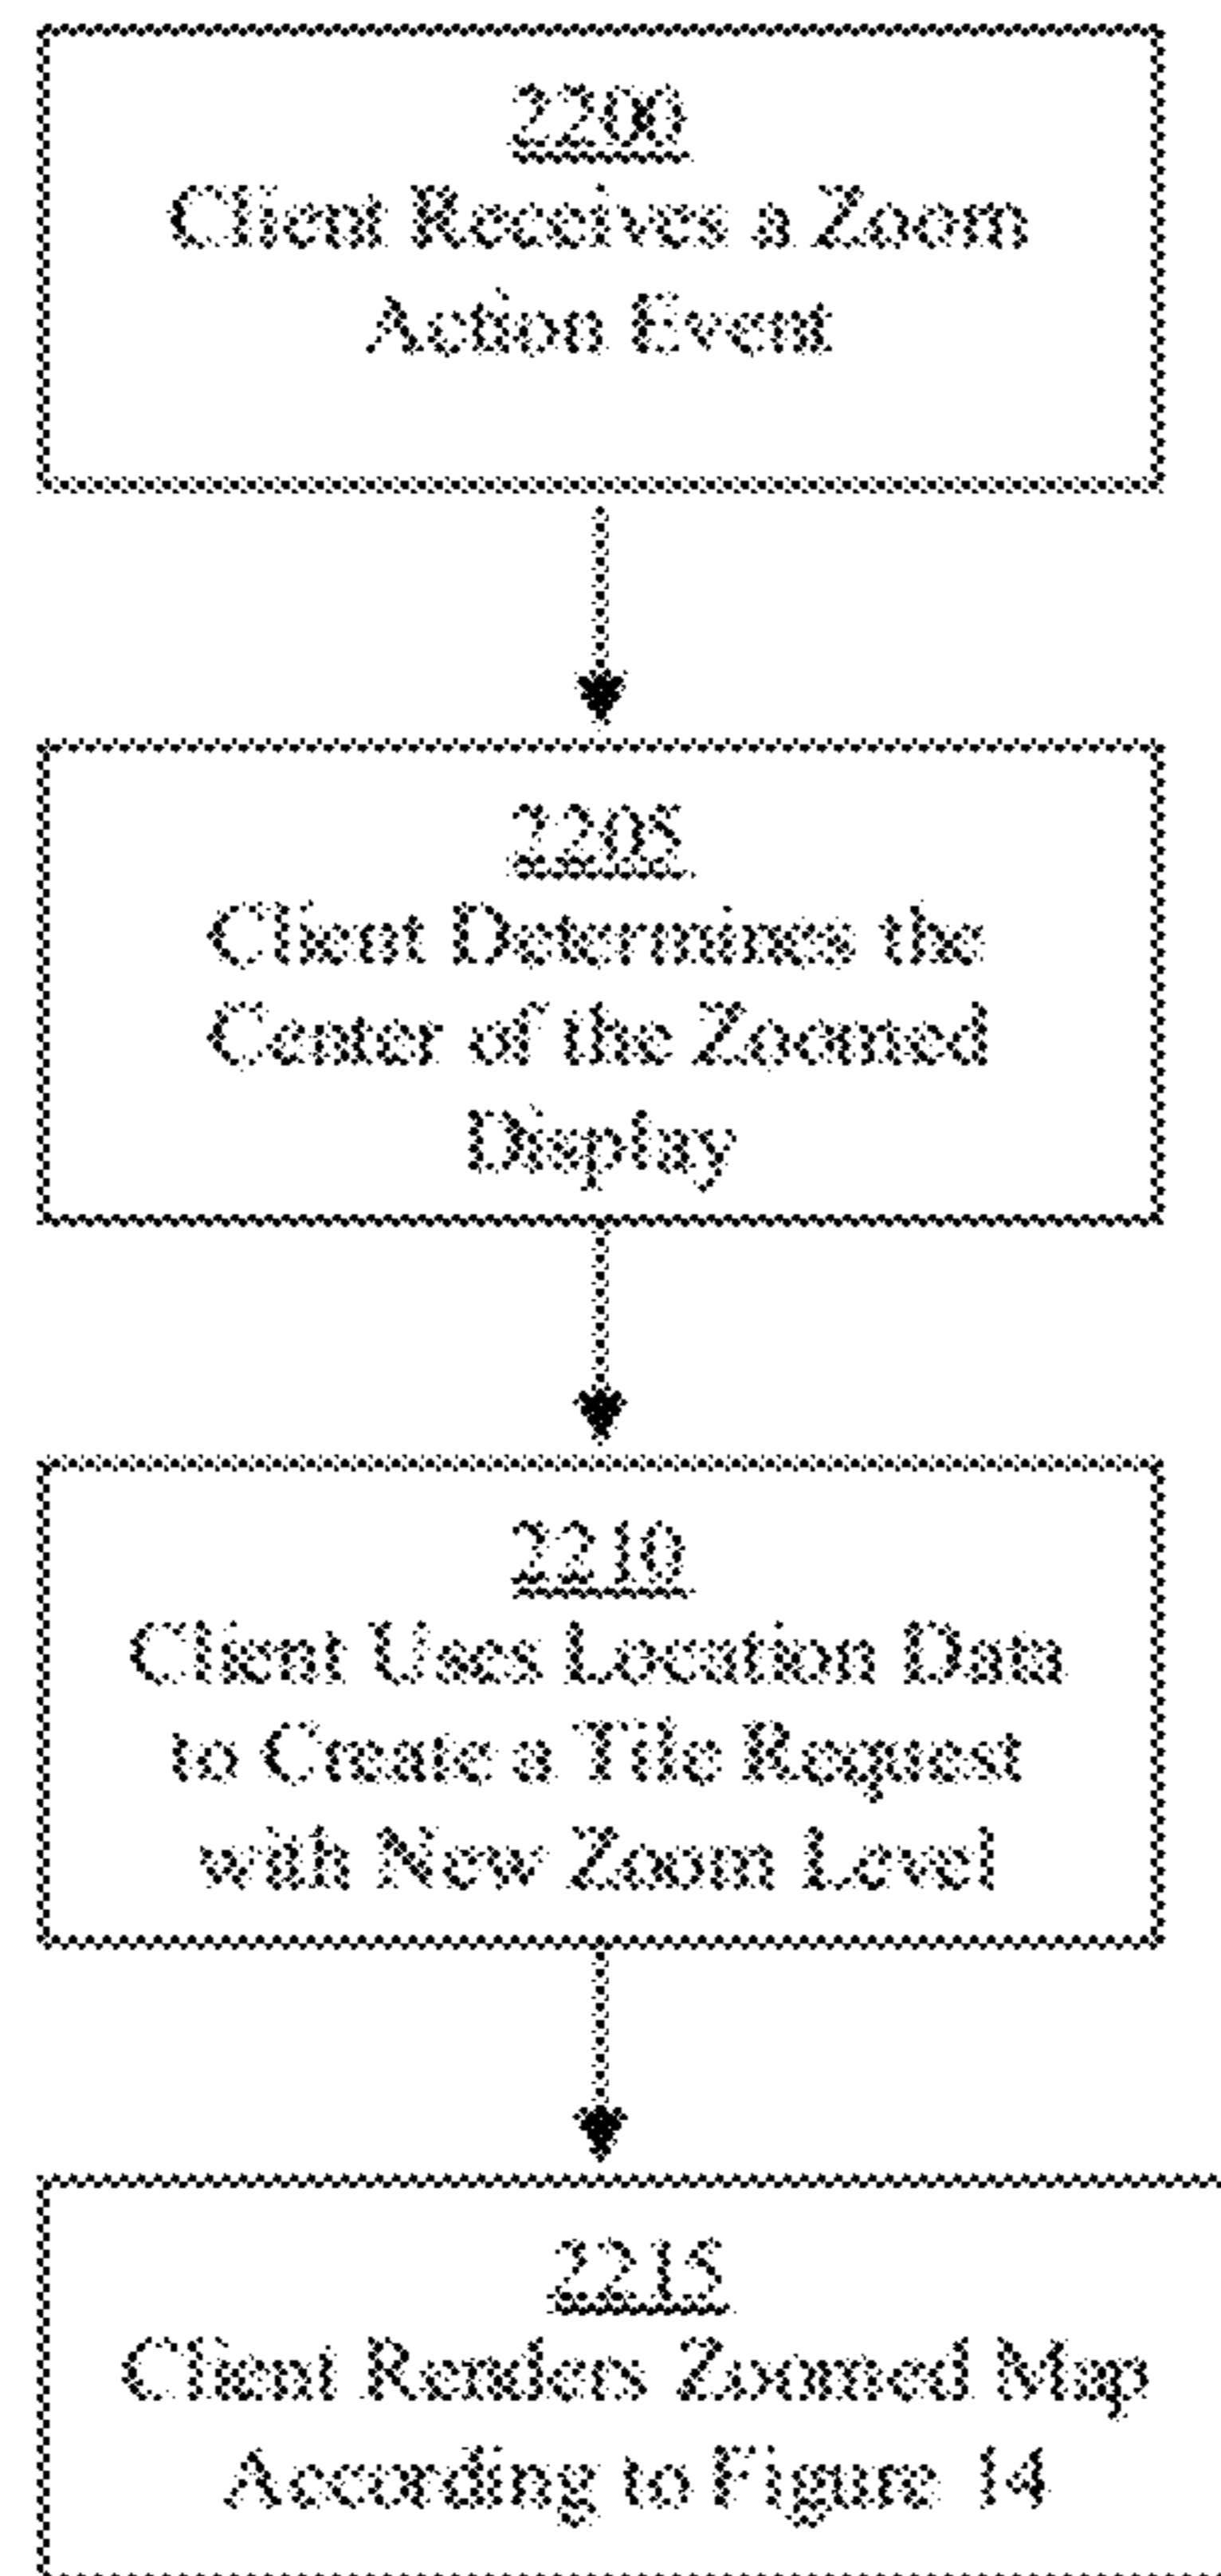 2200
Client Receives a Zoom
Action Event
2205
Client Determines the
Center of the Zoomed
Display
2210
Client Uses Location Data
to Create a Tile Request
with New Zoom Level
2215
Client Renders Zoomed Map
According to Figure 14